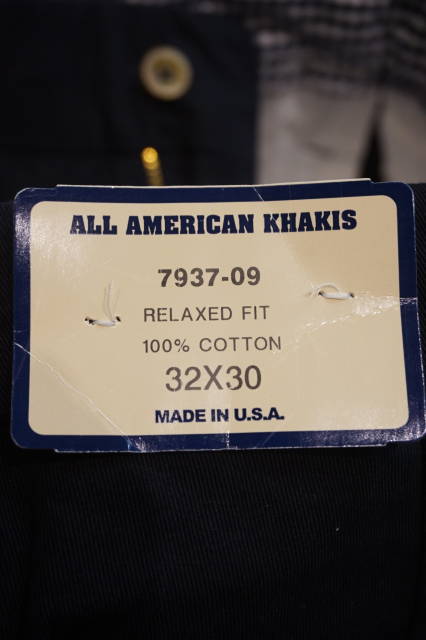 ALL AMERICAN KHAKIS
7937-09
RELAXED FIT
100% COTTON
32X30
MADE IN U.S.A.